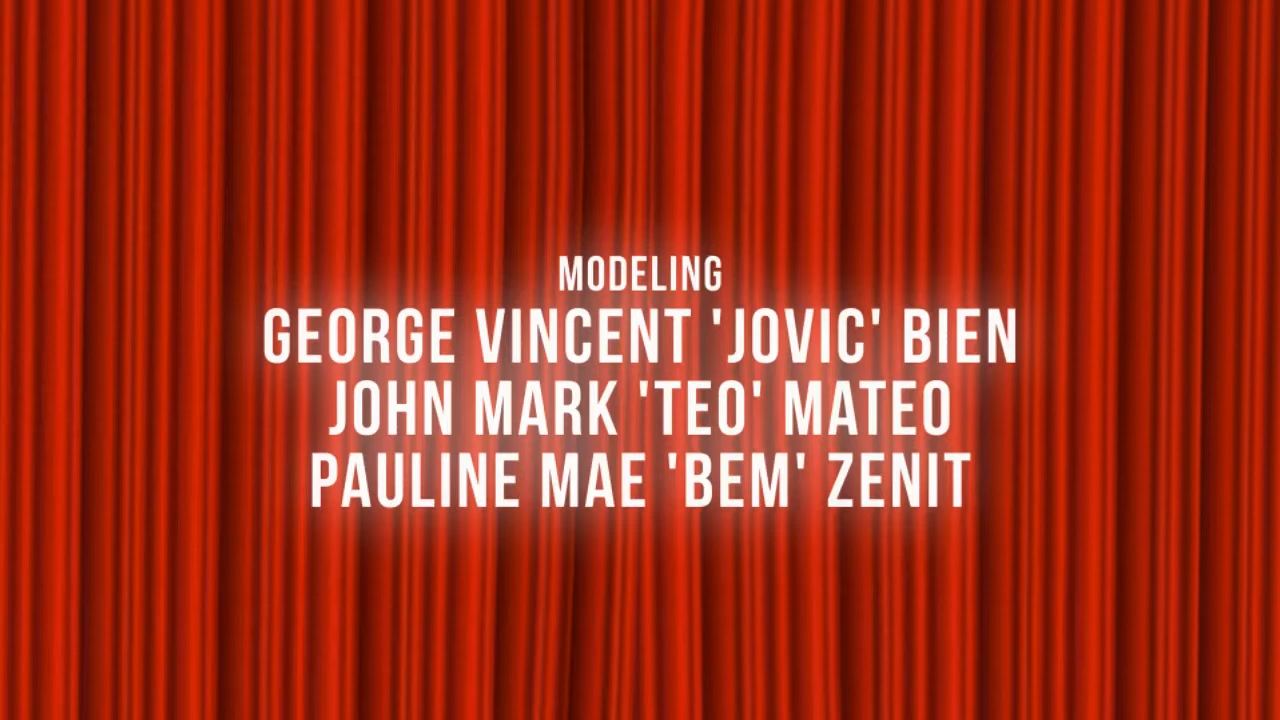 MODELING
GEORGE VINCENT 'JOVIC' BIEN
JOHN MARK 'TEO' MATEO
PAULINE MAE 'BEM' ZENIT